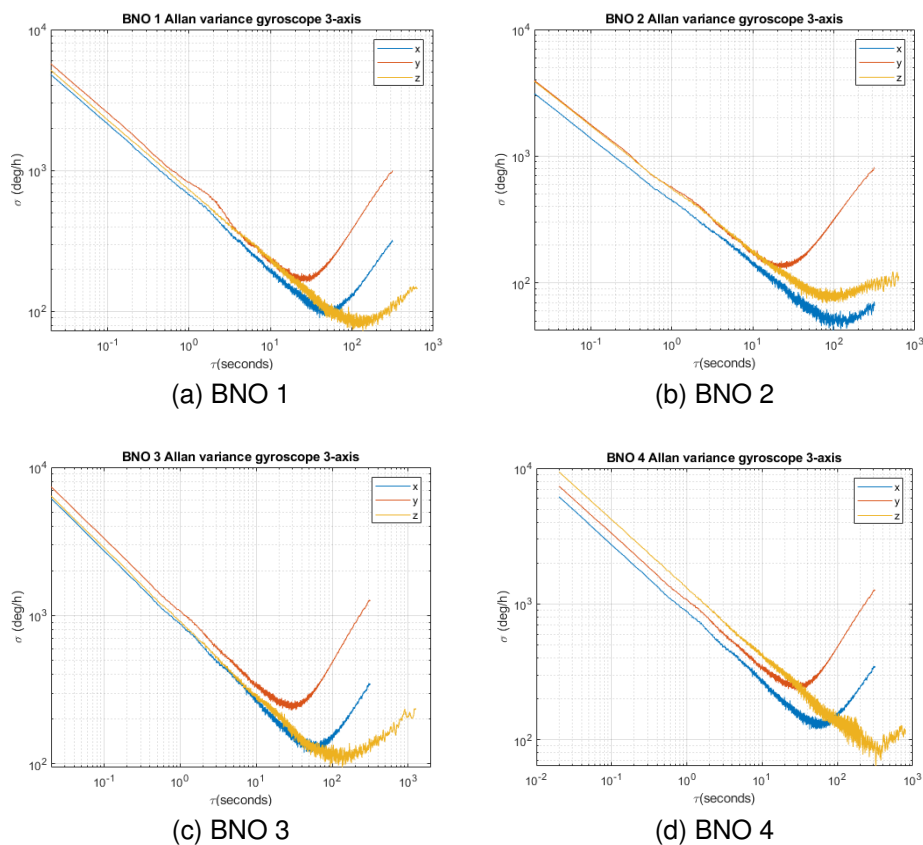 BNO 1 Allan variance gyroscope 3-axis
10^4
10^3
10^2
σ (deg/h)
x
y
z
10^-1 10^0 10^1 10^2 10^3
τ(seconds)
(a) BNO 1
BNO 2 Allan variance gyroscope 3-axis
10^4
10^3
10^2
σ (deg/h)
x
y
z
10^-1 10^0 10^1 10^2 10^3
τ(seconds)
(b) BNO 2
BNO 3 Allan variance gyroscope 3-axis
10^4
10^3
10^2
σ (deg/h)
x
y
z
10^-1 10^0 10^1 10^2 10^3
τ(seconds)
(c) BNO 3
BNO 4 Allan variance gyroscope 3-axis
10^4
10^3
10^2
σ (deg/h)
x
y
z
10^-2 10^-1 10^0 10^1 10^2 10^3
τ(seconds)
(d) BNO 4